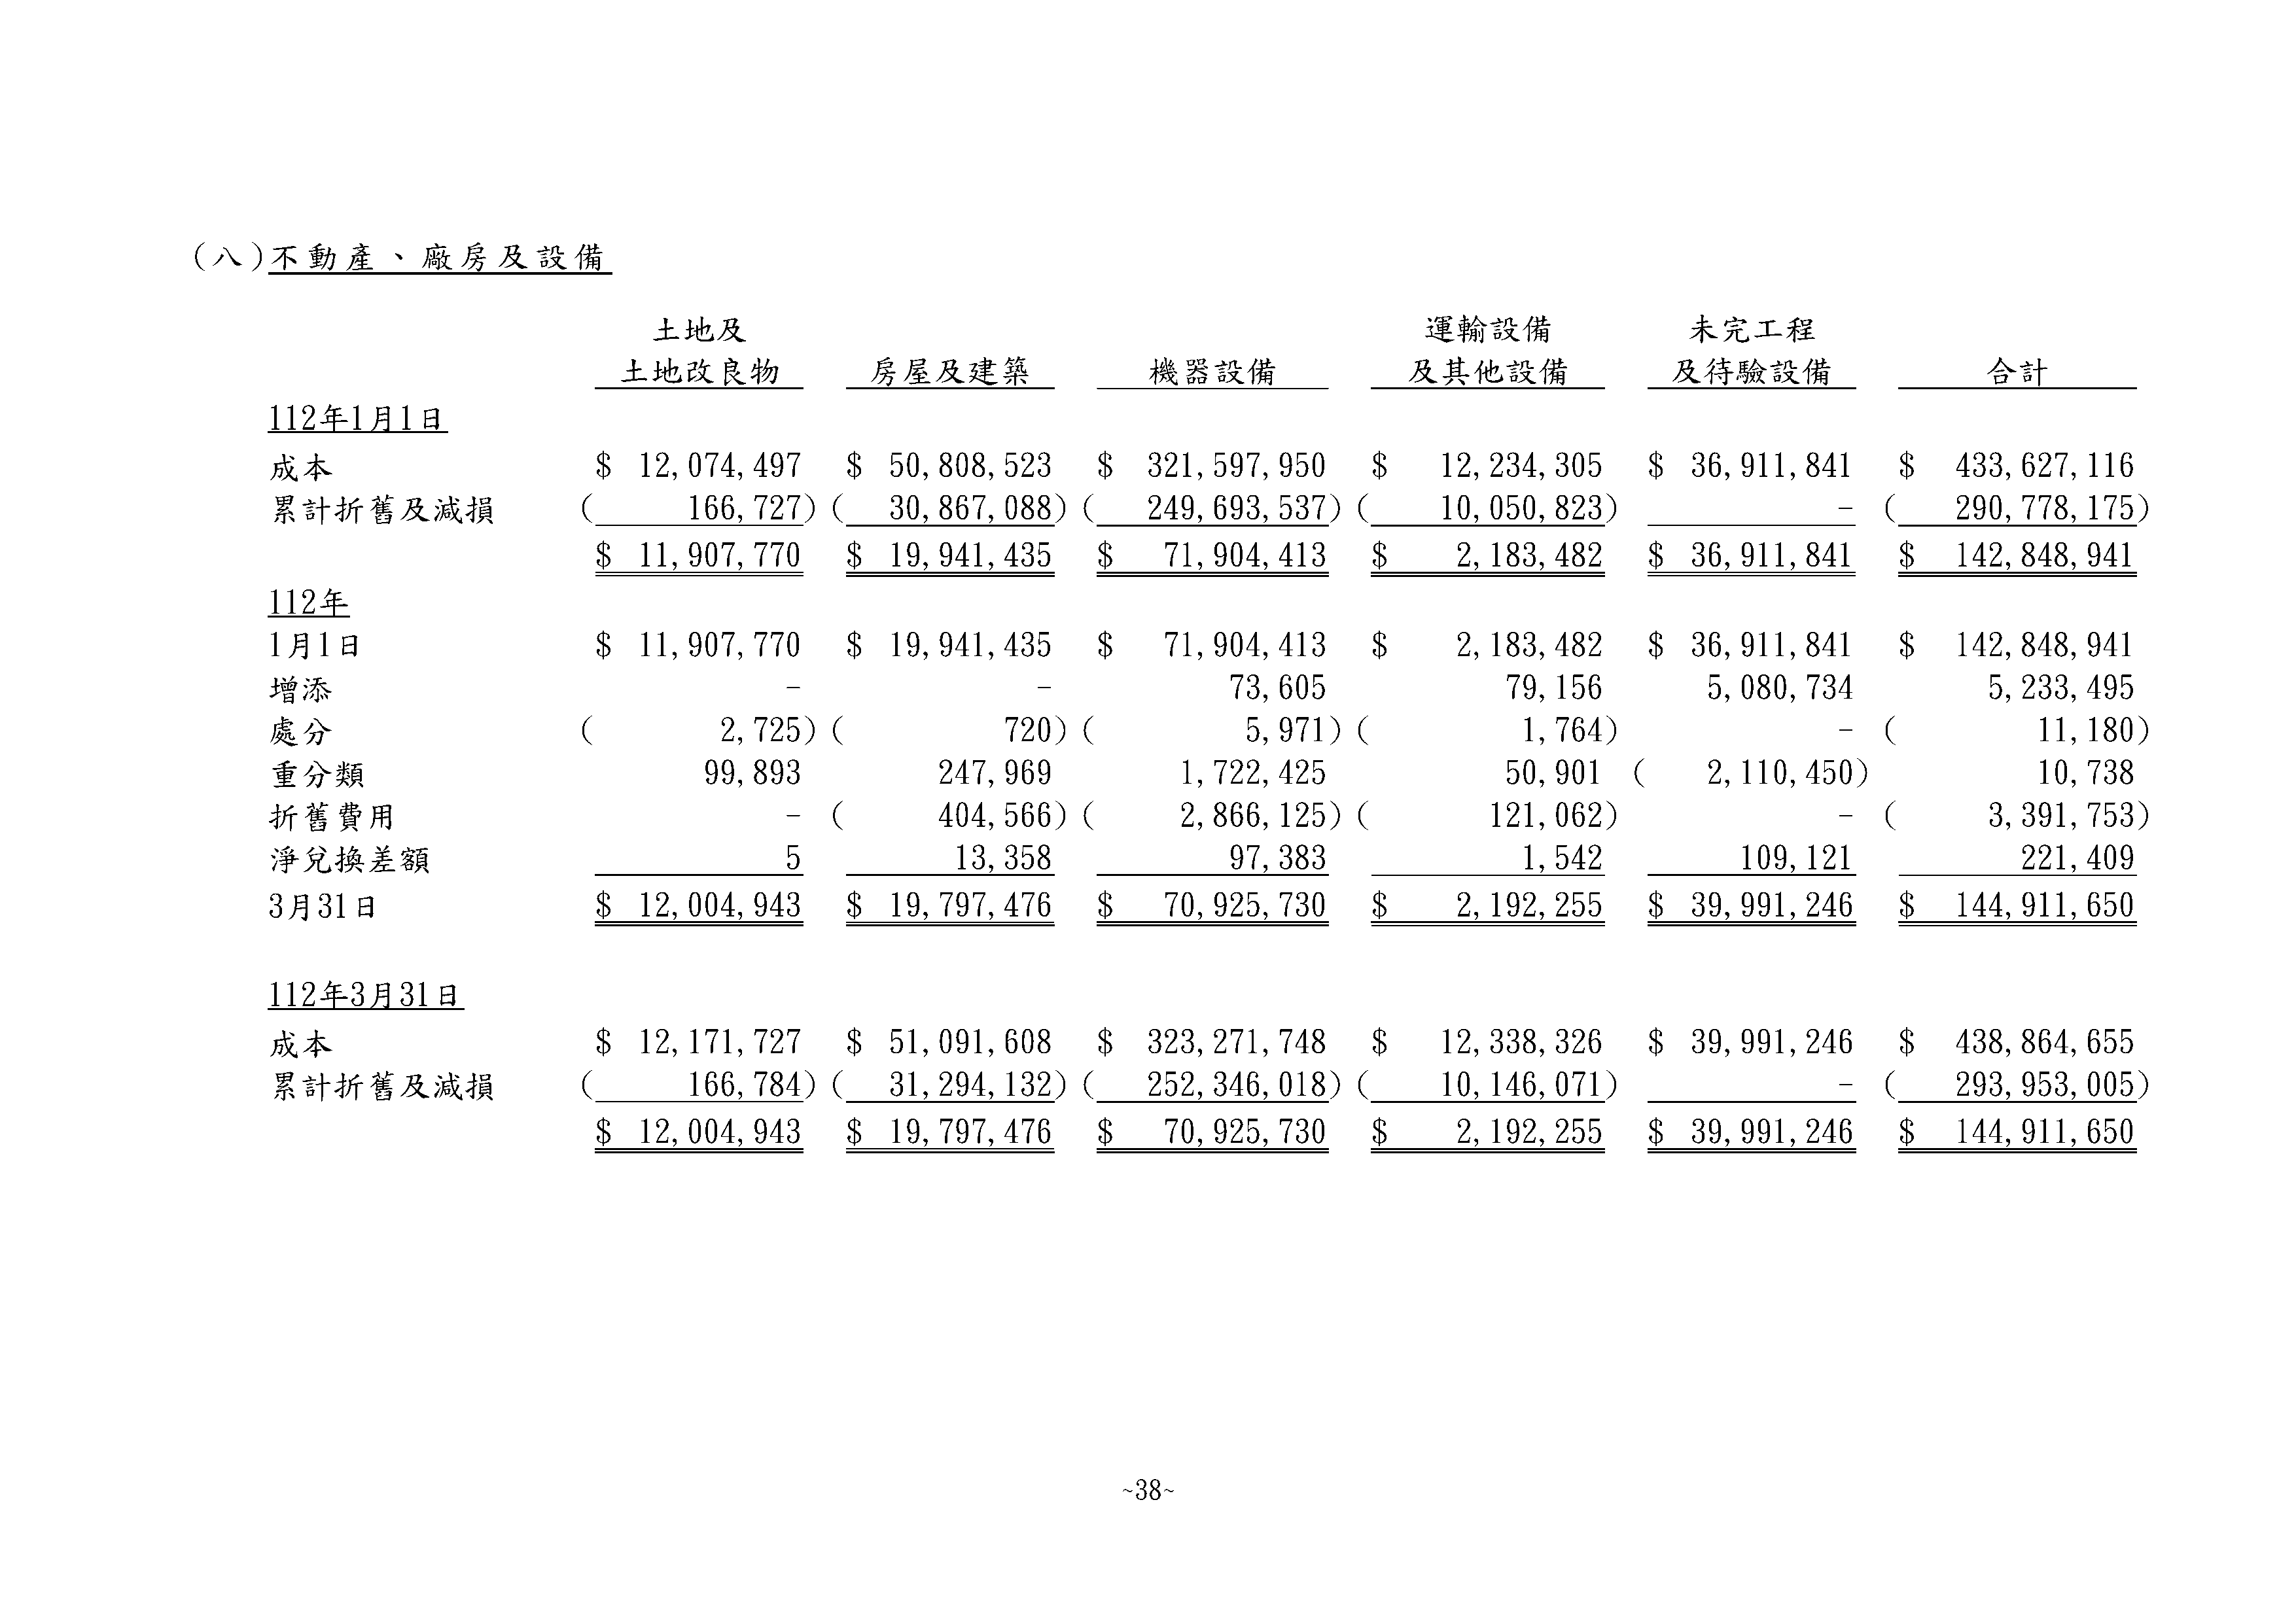 (八)不動產、廠房及設備
土地及 運輸設備 未完工程
土地改良物 房屋及建築 機器設備 及其他設備 及待驗設備 合計
112年1月1日
成本 $ 12,074,497 $ 50,808,523 $ 321,597,950 $ 12,234,305 $ 36,911,841 $ 433,627,116
累計折舊及減損 ( 166,727) ( 30,867,088) ( 249,693,537) ( 10,050,823) - ( 290,778,175)
$ 11,907,770 $ 19,941,435 $ 71,904,413 $ 2,183,482 $ 36,911,841 $ 142,848,941
112年
1月1日 $ 11,907,770 $ 19,941,435 $ 71,904,413 $ 2,183,482 $ 36,911,841 $ 142,848,941
增添 - - 73,605 79,156 5,080,734 5,233,495
處分 ( 2,725) ( 720) ( 5,971) ( 1,764) - ( 11,180)
重分類 99,893 247,969 1,722,425 50,901 ( 2,110,450) 10,738
折舊費用 - ( 404,566) ( 2,866,125) ( 121,062) - ( 3,391,753)
淨兌換差額 5 13,358 97,383 1,542 109,121 221,409
3月31日 $ 12,004,943 $ 19,797,476 $ 70,925,730 $ 2,192,255 $ 39,991,246 $ 144,911,650
112年3月31日
成本 $ 12,171,727 $ 51,091,608 $ 323,271,748 $ 12,338,326 $ 39,991,246 $ 438,864,655
累計折舊及減損 ( 166,784) ( 31,294,132) ( 252,346,018) ( 10,146,071) - ( 293,953,005)
$ 12,004,943 $ 19,797,476 $ 70,925,730 $ 2,192,255 $ 39,991,246 $ 144,911,650
~38~